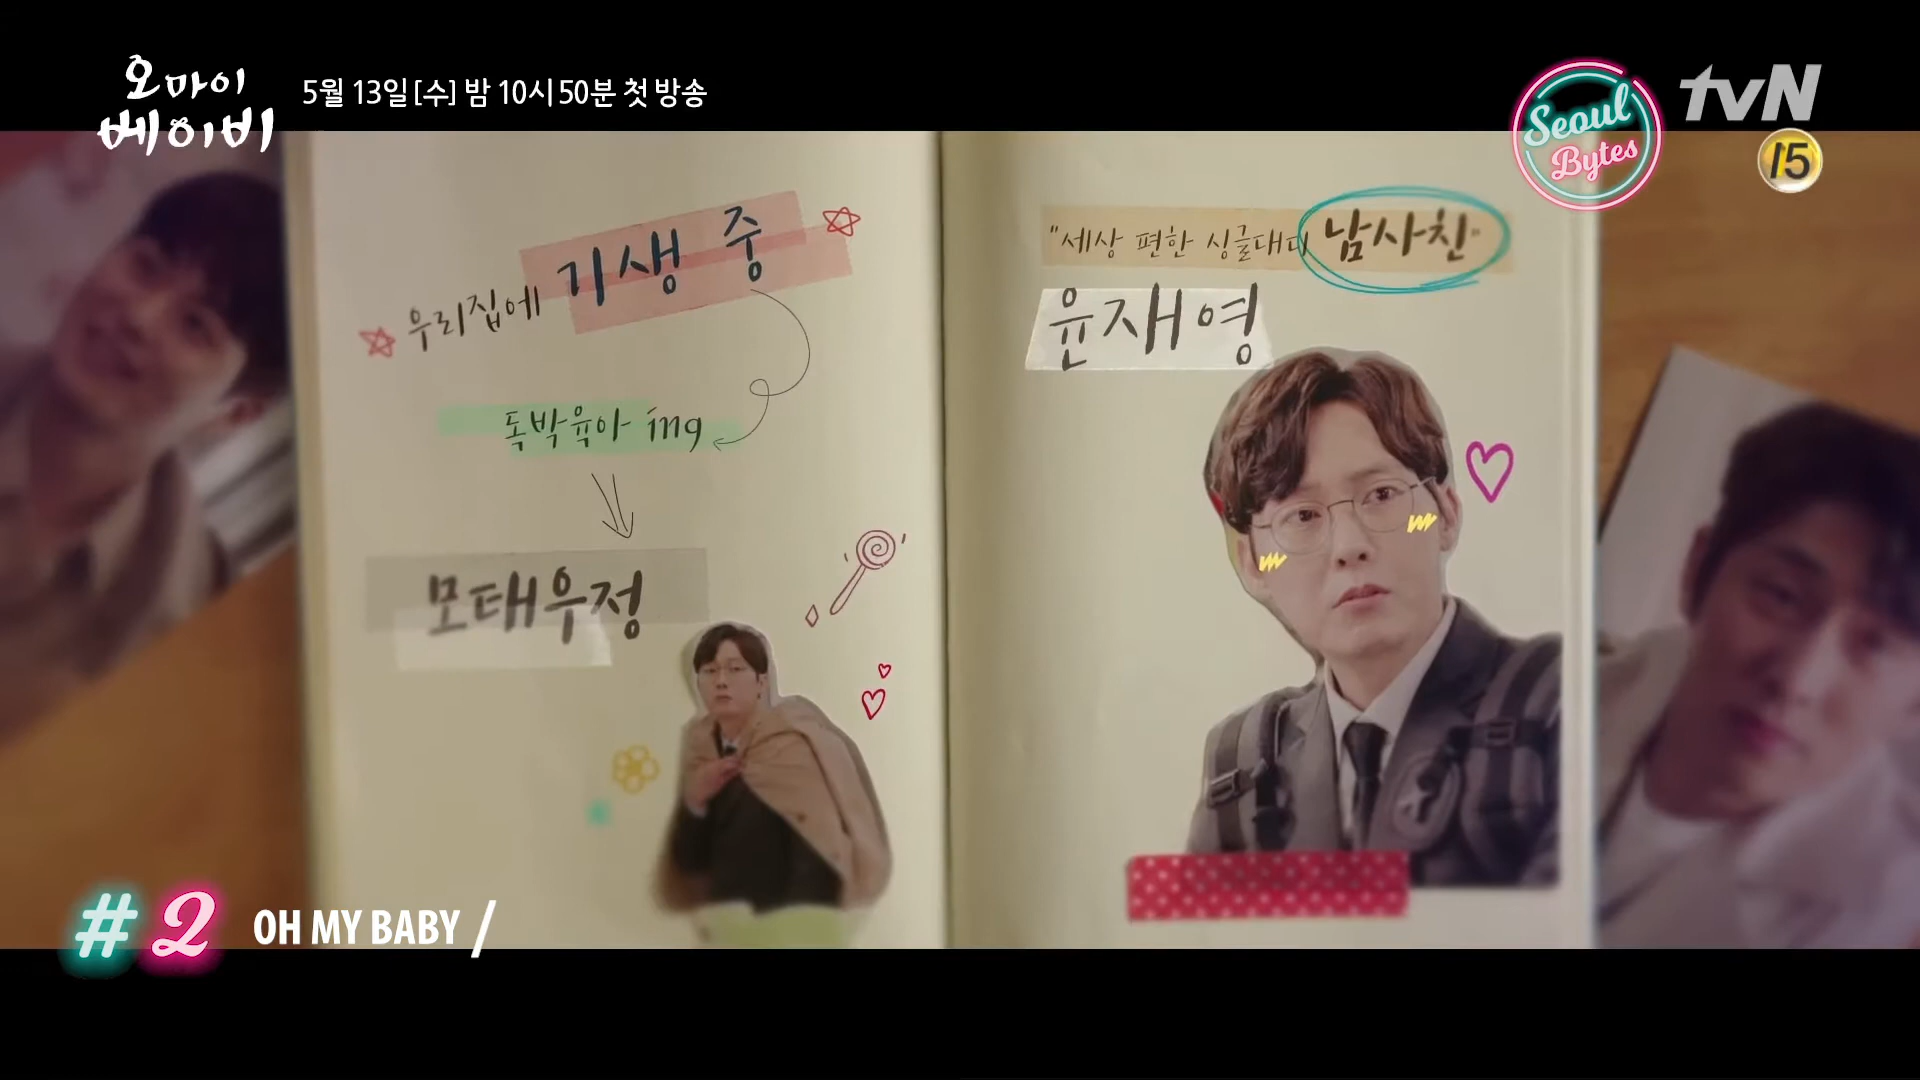 오 마이
베이비
5월 13일 [수] 밤 10시 50분 첫 방송
Seoul
Bytes
tvN
15
우리집에 기생 중
독박육아 ing
모태우정
"세상 편한 싱글대디 남사친"
윤재영
#2 OH MY BABY /